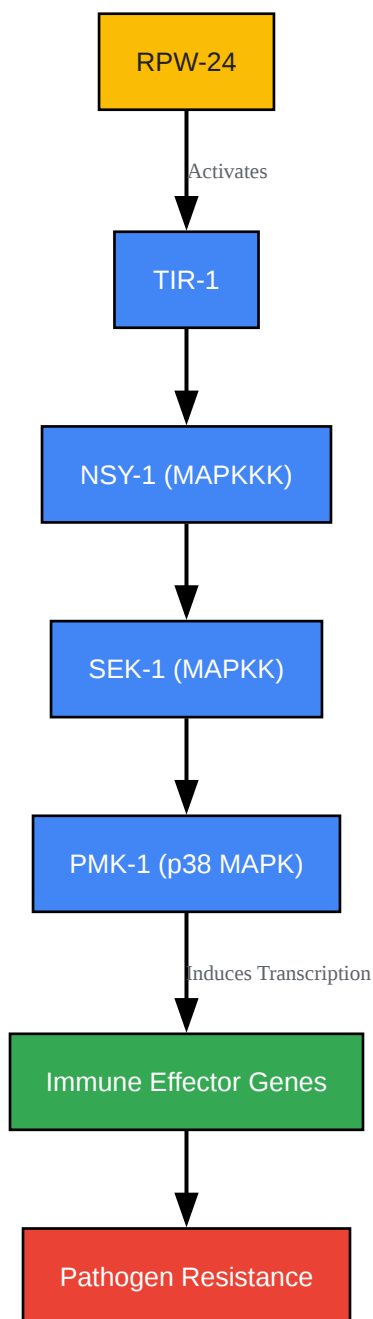 RPW-24
Activates
TIR-1
NSY-1 (MAPKKK)
SEK-1 (MAPKK)
PMK-1 (p38 MAPK)
Induces Transcription
Immune Effector Genes
Pathogen Resistance